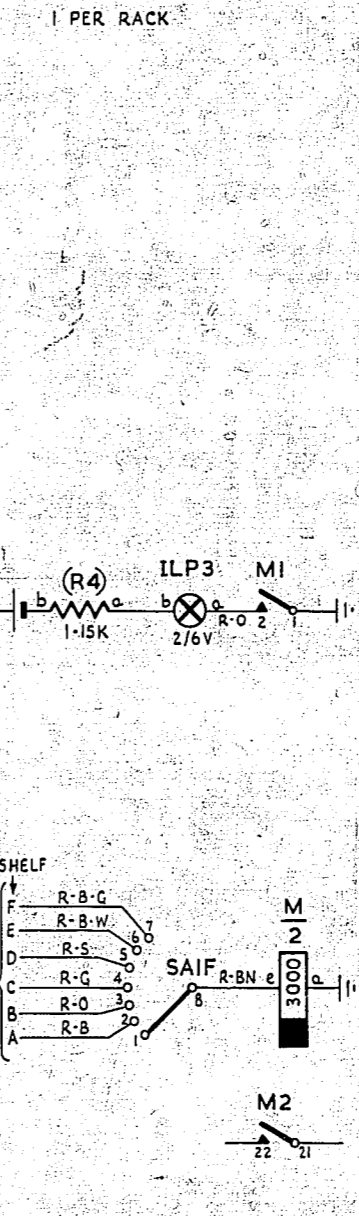 1 PER RACK
(R4)
ILP3
M1
b
a
b
a
R-O
2
1
1·15K
2/6V
SHELF
F R-B-G
E R-B-W
D R-S
C R-G
B R-O
A R-B
7
6
5
4
3
2
1
SAIF
8
R-BN
M
2
e
3000
a
M2
22
21